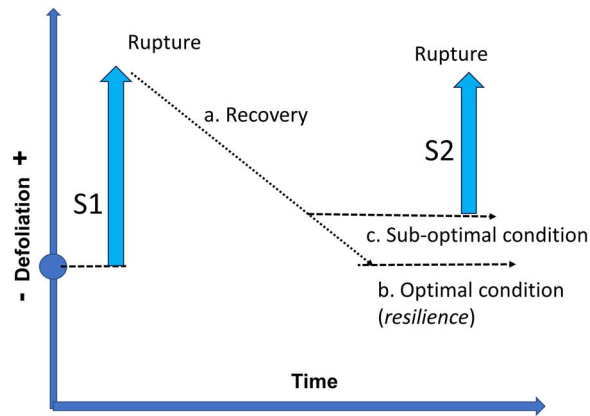 Rupture
Rupture
a. Recovery
S1
S2
- Defoliation +
c. Sub-optimal condition
b. Optimal condition
(resilience)
Time